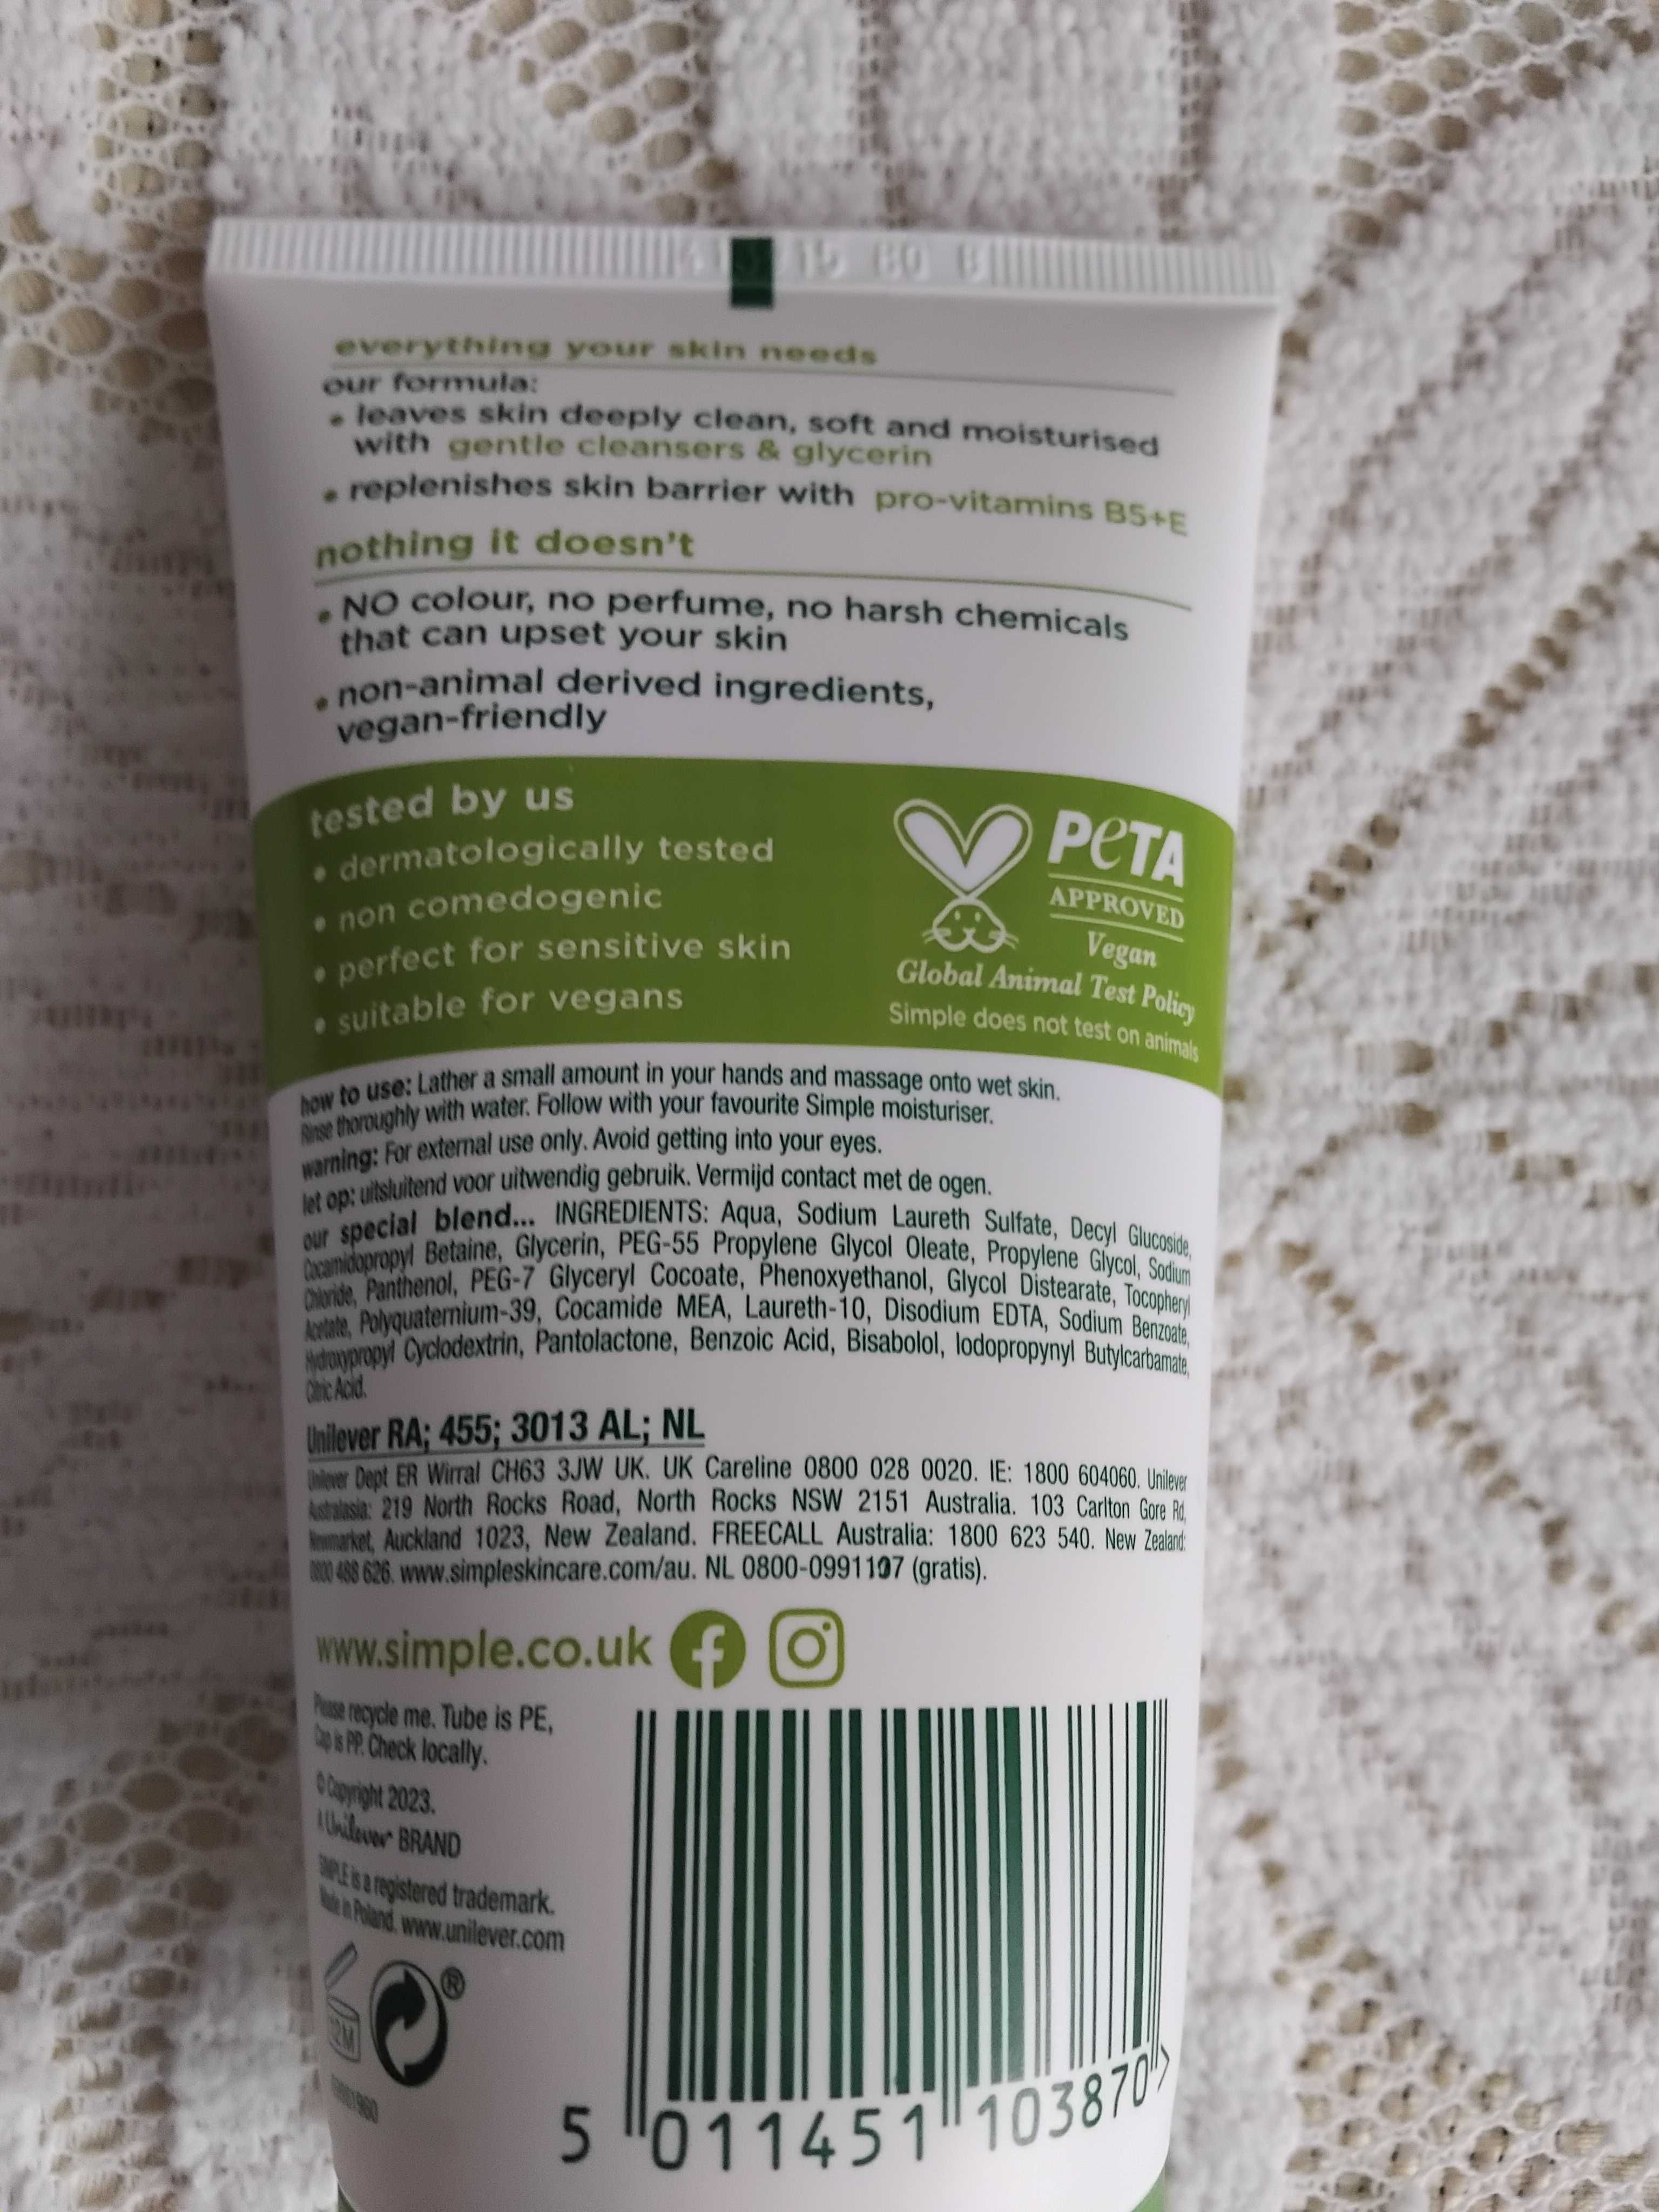 everything your skin needs
our formula:
• leaves skin deeply clean, soft and moisturised
with gentle cleansers & glycerin
• replenishes skin barrier with pro-vitamins B5+E
nothing it doesn't
• NO colour, no perfume, no harsh chemicals
that can upset your skin
• non-animal derived ingredients,
vegan-friendly
tested by us
• dermatologically tested
• non comedogenic
• perfect for sensitive skin
• suitable for vegans
PETA
APPROVED
Vegan
Global Animal Test Policy
Simple does not test on animals
how to use: Lather a small amount in your hands and massage onto wet skin.
Rinse thoroughly with water. Follow with your favourite Simple moisturiser.
warning: For external use only. Avoid getting into your eyes.
let op: uitsluitend voor uitwendig gebruik. Vermijd contact met de ogen.
our special blend... INGREDIENTS: Aqua, Sodium Laureth Sulfate, Decyl Glucoside,
Cocamidopropyl Betaine, Glycerin, PEG-55 Propylene Glycol Oleate, Propylene Glycol, Sodium
Chloride, Panthenol, PEG-7 Glyceryl Cocoate, Phenoxyethanol, Glycol Distearate, Tocopheryl
Acetate, Polyquaternium-39, Cocamide MEA, Laureth-10, Disodium EDTA, Sodium Benzoate,
Hydroxypropyl Cyclodextrin, Pantolactone, Benzoic Acid, Bisabolol, Iodopropynyl Butylcarbamate,
Citric Acid.
Unilever RA; 455; 3013 AL; NL
Unilever Dept ER Wirral CH63 3JW UK. UK Careline 0800 028 0020. IE: 1800 604060. Unilever
Australasia: 219 North Rocks Road, North Rocks NSW 2151 Australia. 103 Carlton Gore Rd,
Newmarket, Auckland 1023, New Zealand. FREECALL Australia: 1800 623 540. New Zealand:
0800 488 626. www.simpleskincare.com/au. NL 0800-0991107 (gratis).
www.simple.co.uk
Please recycle me. Tube is PE,
Cap is PP. Check locally.
© Copyright 2023.
A Unilever BRAND
SIMPLE is a registered trademark.
Made in Poland. www.unilever.com
®
12M
5 011451 103870 >